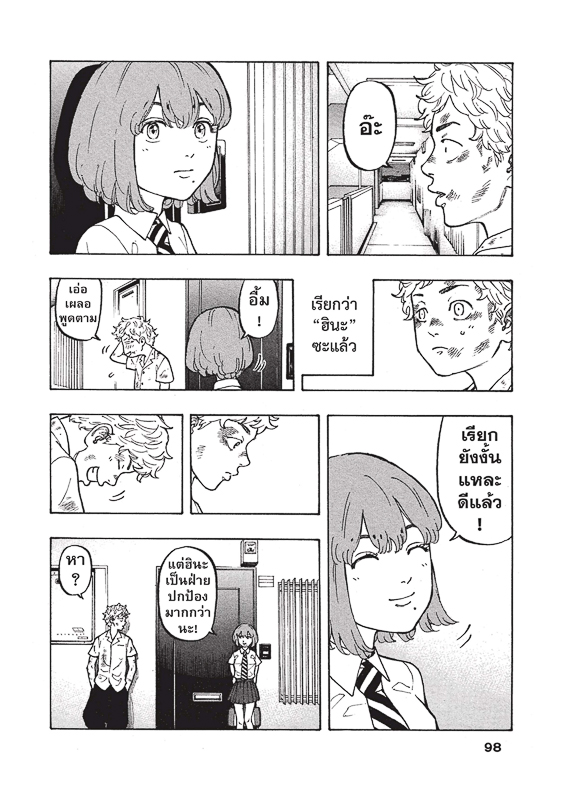 อ๊ะ
เรียกว่า
“ฮินะ”
ซะแล้ว
อื้ม
!
เอ่อ
เผลอ
พูดตาม
เรียก
ยังงั้น
แหละ
ดีแล้ว
!
แต่ฮินะ
เป็นฝ่าย
ปกป้อง
มากกว่า
นะ!
หา
?
98